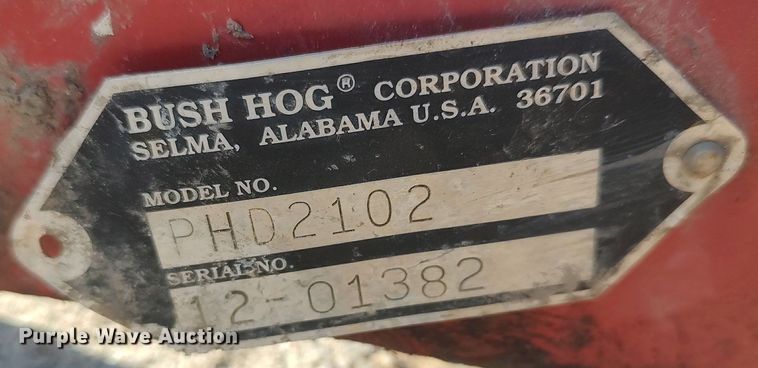 BUSH HOG® CORPORATION
SELMA, ALABAMA U.S.A. 36701
MODEL NO.
PHD2102
SERIAL NO.
12-01382
Purple Wave Auction